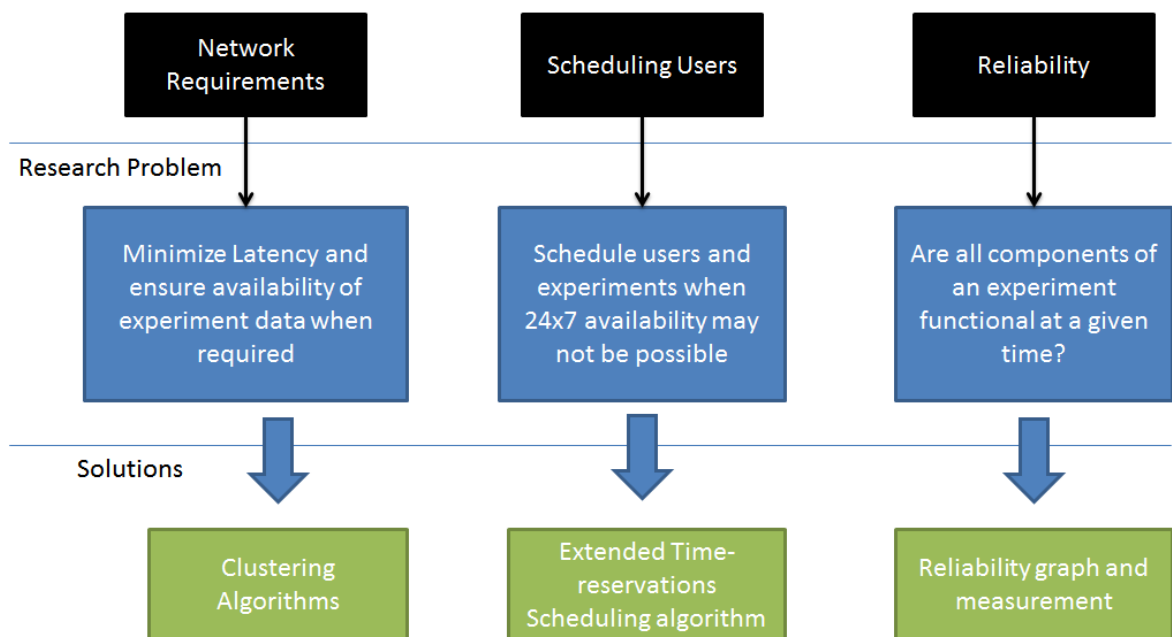 Network
Requirements
Scheduling Users
Reliability
Research Problem
Minimize Latency and
ensure availability of
experiment data when
required
Schedule users and
experiments when
24x7 availability may
not be possible
Are all components of
an experiment
functional at a given
time?
Solutions
Clustering
Algorithms
Extended Time-
reservations
Scheduling algorithm
Reliability graph and
measurement